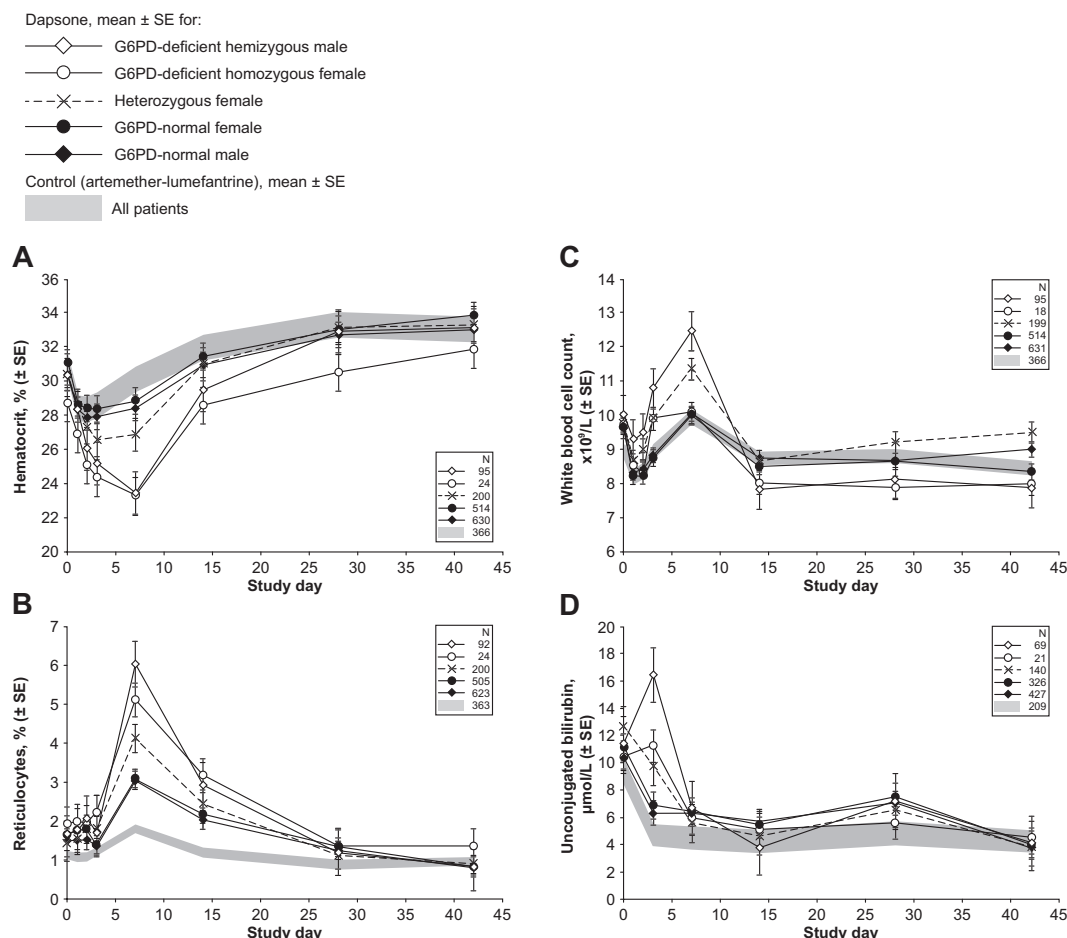 Dapsone, mean ± SE for:
G6PD-deficient hemizygous male
G6PD-deficient homozygous female
Heterozygous female
G6PD-normal female
G6PD-normal male
Control (artemether-lumefantrine), mean ± SE
All patients
A
Hematocrit, % (± SE)
36
34
32
30
28
26
24
22
20
0 5 10 15 20 25 30 35 40 45
Study day
N
95
24
200
514
630
366
B
Reticulocytes, % (± SE)
7
6
5
4
3
2
1
0
0 5 10 15 20 25 30 35 40 45
Study day
N
92
24
200
505
623
363
C
White blood cell count,
x10⁹/L (± SE)
14
13
12
11
10
9
8
7
6
0 5 10 15 20 25 30 35 40 45
Study day
N
95
18
199
514
631
366
D
Unconjugated bilirubin,
µmol/L (± SE)
20
18
16
14
12
10
8
6
4
2
0
0 5 10 15 20 25 30 35 40 45
Study day
N
69
21
140
326
427
209